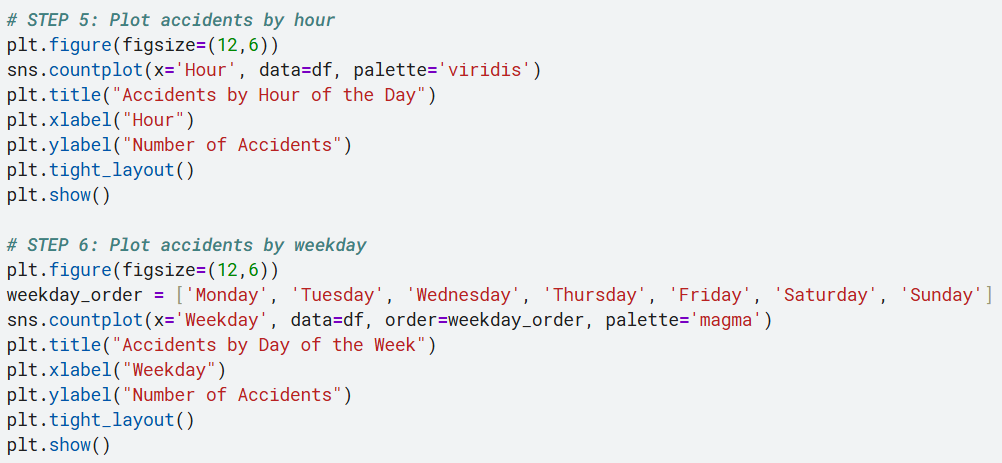 # STEP 5: Plot accidents by hour
plt.figure(figsize=(12,6))
sns.countplot(x='Hour', data=df, palette='viridis')
plt.title("Accidents by Hour of the Day")
plt.xlabel("Hour")
plt.ylabel("Number of Accidents")
plt.tight_layout()
plt.show()

# STEP 6: Plot accidents by weekday
plt.figure(figsize=(12,6))
weekday_order = ['Monday', 'Tuesday', 'Wednesday', 'Thursday', 'Friday', 'Saturday', 'Sunday']
sns.countplot(x='Weekday', data=df, order=weekday_order, palette='magma')
plt.title("Accidents by Day of the Week")
plt.xlabel("Weekday")
plt.ylabel("Number of Accidents")
plt.tight_layout()
plt.show()